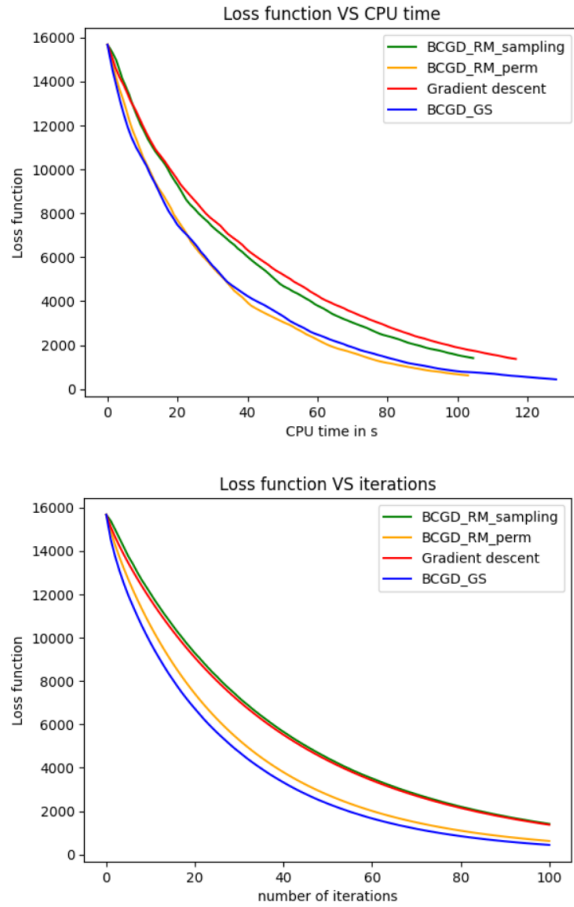 Loss function VS CPU time
16000
14000
12000
10000
8000
6000
4000
2000
0
Loss function
BCGD_RM_sampling
BCGD_RM_perm
Gradient descent
BCGD_GS
0 20 40 60 80 100 120
CPU time in s
Loss function VS iterations
16000
14000
12000
10000
8000
6000
4000
2000
0
Loss function
BCGD_RM_sampling
BCGD_RM_perm
Gradient descent
BCGD_GS
0 20 40 60 80 100
number of iterations